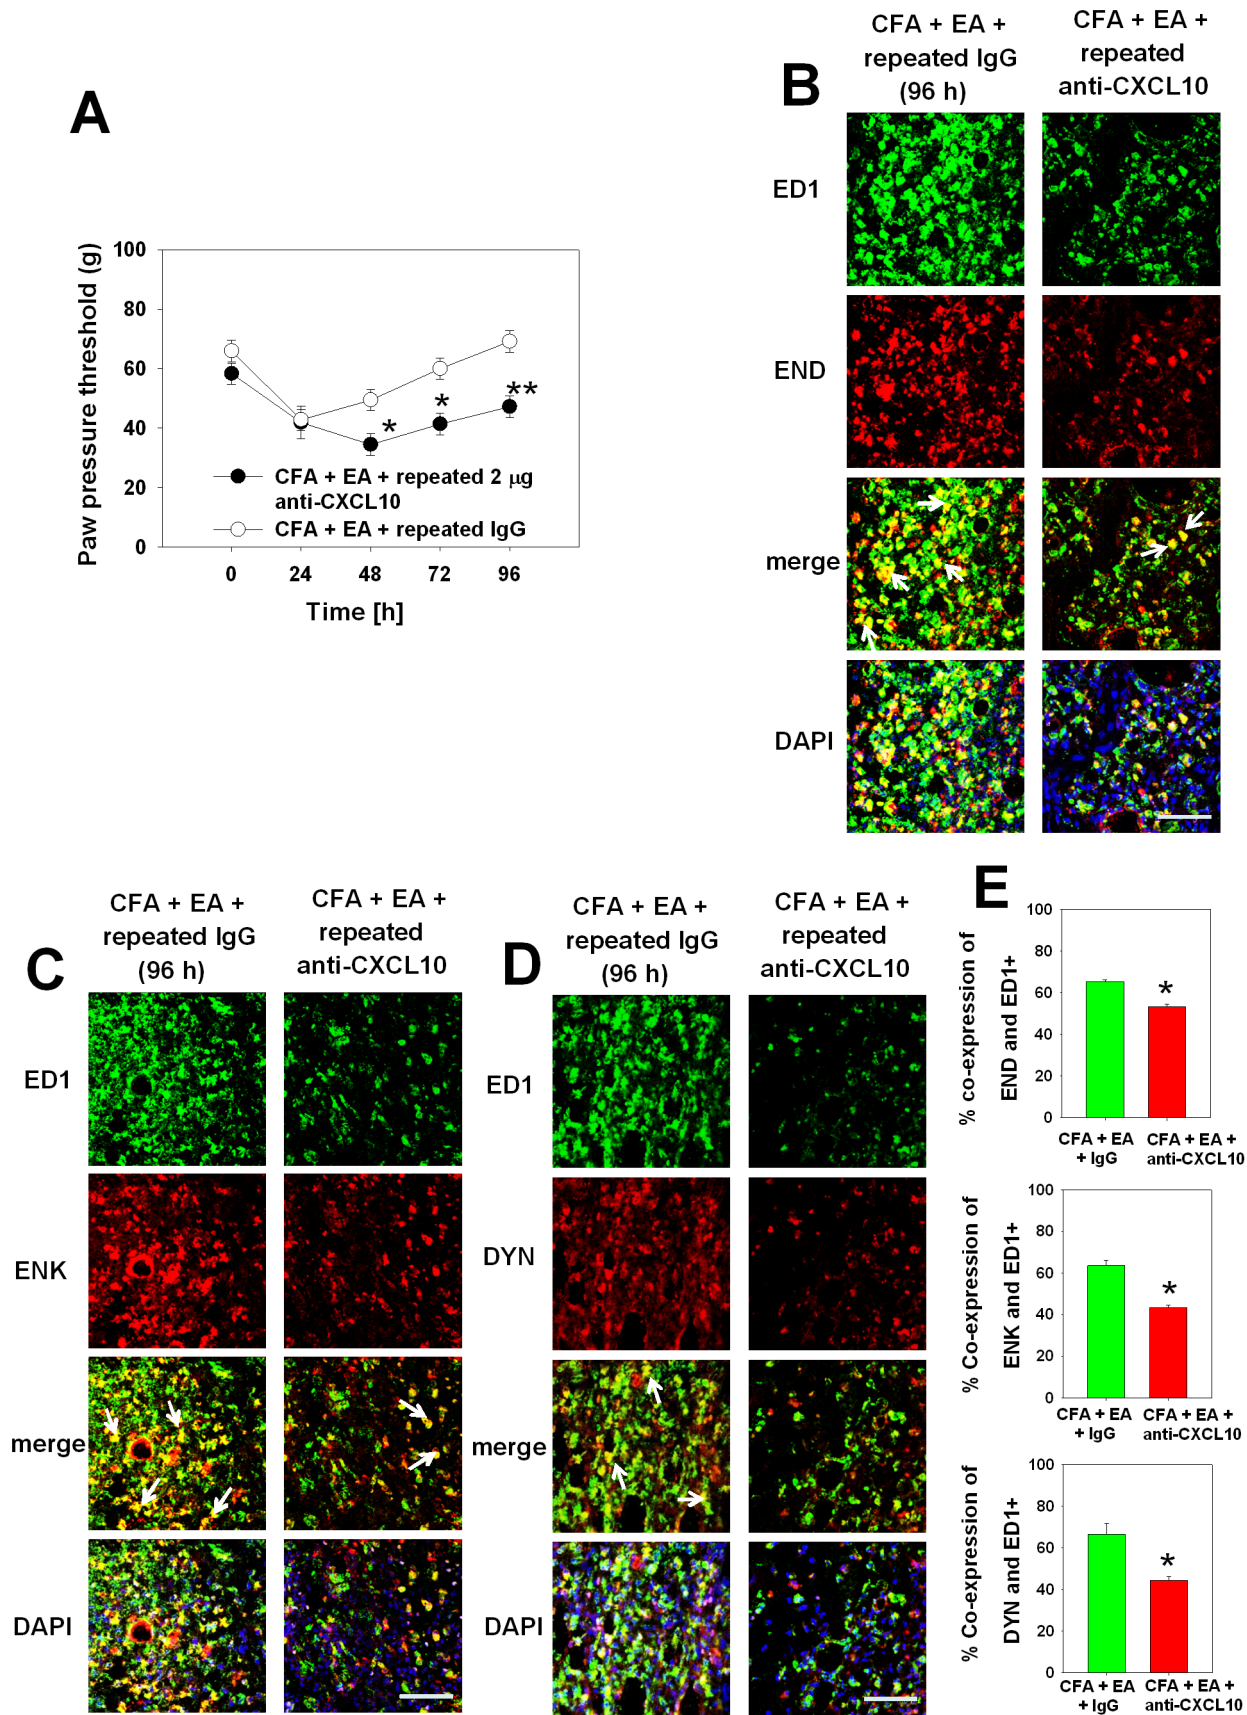 A
Paw pressure threshold (g)
100
80
60
40
20
0
*
*
**
CFA + EA + repeated 2 μg
anti-CXCL10
CFA + EA + repeated IgG
0 24 48 72 96
Time [h]
B
CFA + EA +
repeated IgG
(96 h)
CFA + EA +
repeated
anti-CXCL10
ED1
END
merge
DAPI
C
CFA + EA +
repeated IgG
(96 h)
CFA + EA +
repeated
anti-CXCL10
ED1
ENK
merge
DAPI
D
CFA + EA +
repeated IgG
(96 h)
CFA + EA +
repeated
anti-CXCL10
ED1
DYN
merge
DAPI
E
% co-expression of
END and ED1+
100
80
60
40
20
0
*
CFA + EA
+ IgG
CFA + EA +
anti-CXCL10
% Co-expression of
ENK and ED1+
100
80
60
40
20
0
*
CFA + EA
+ IgG
CFA + EA +
anti-CXCL10
% Co-expression of
DYN and ED1+
100
80
60
40
20
0
*
CFA + EA
+ IgG
CFA + EA +
anti-CXCL10